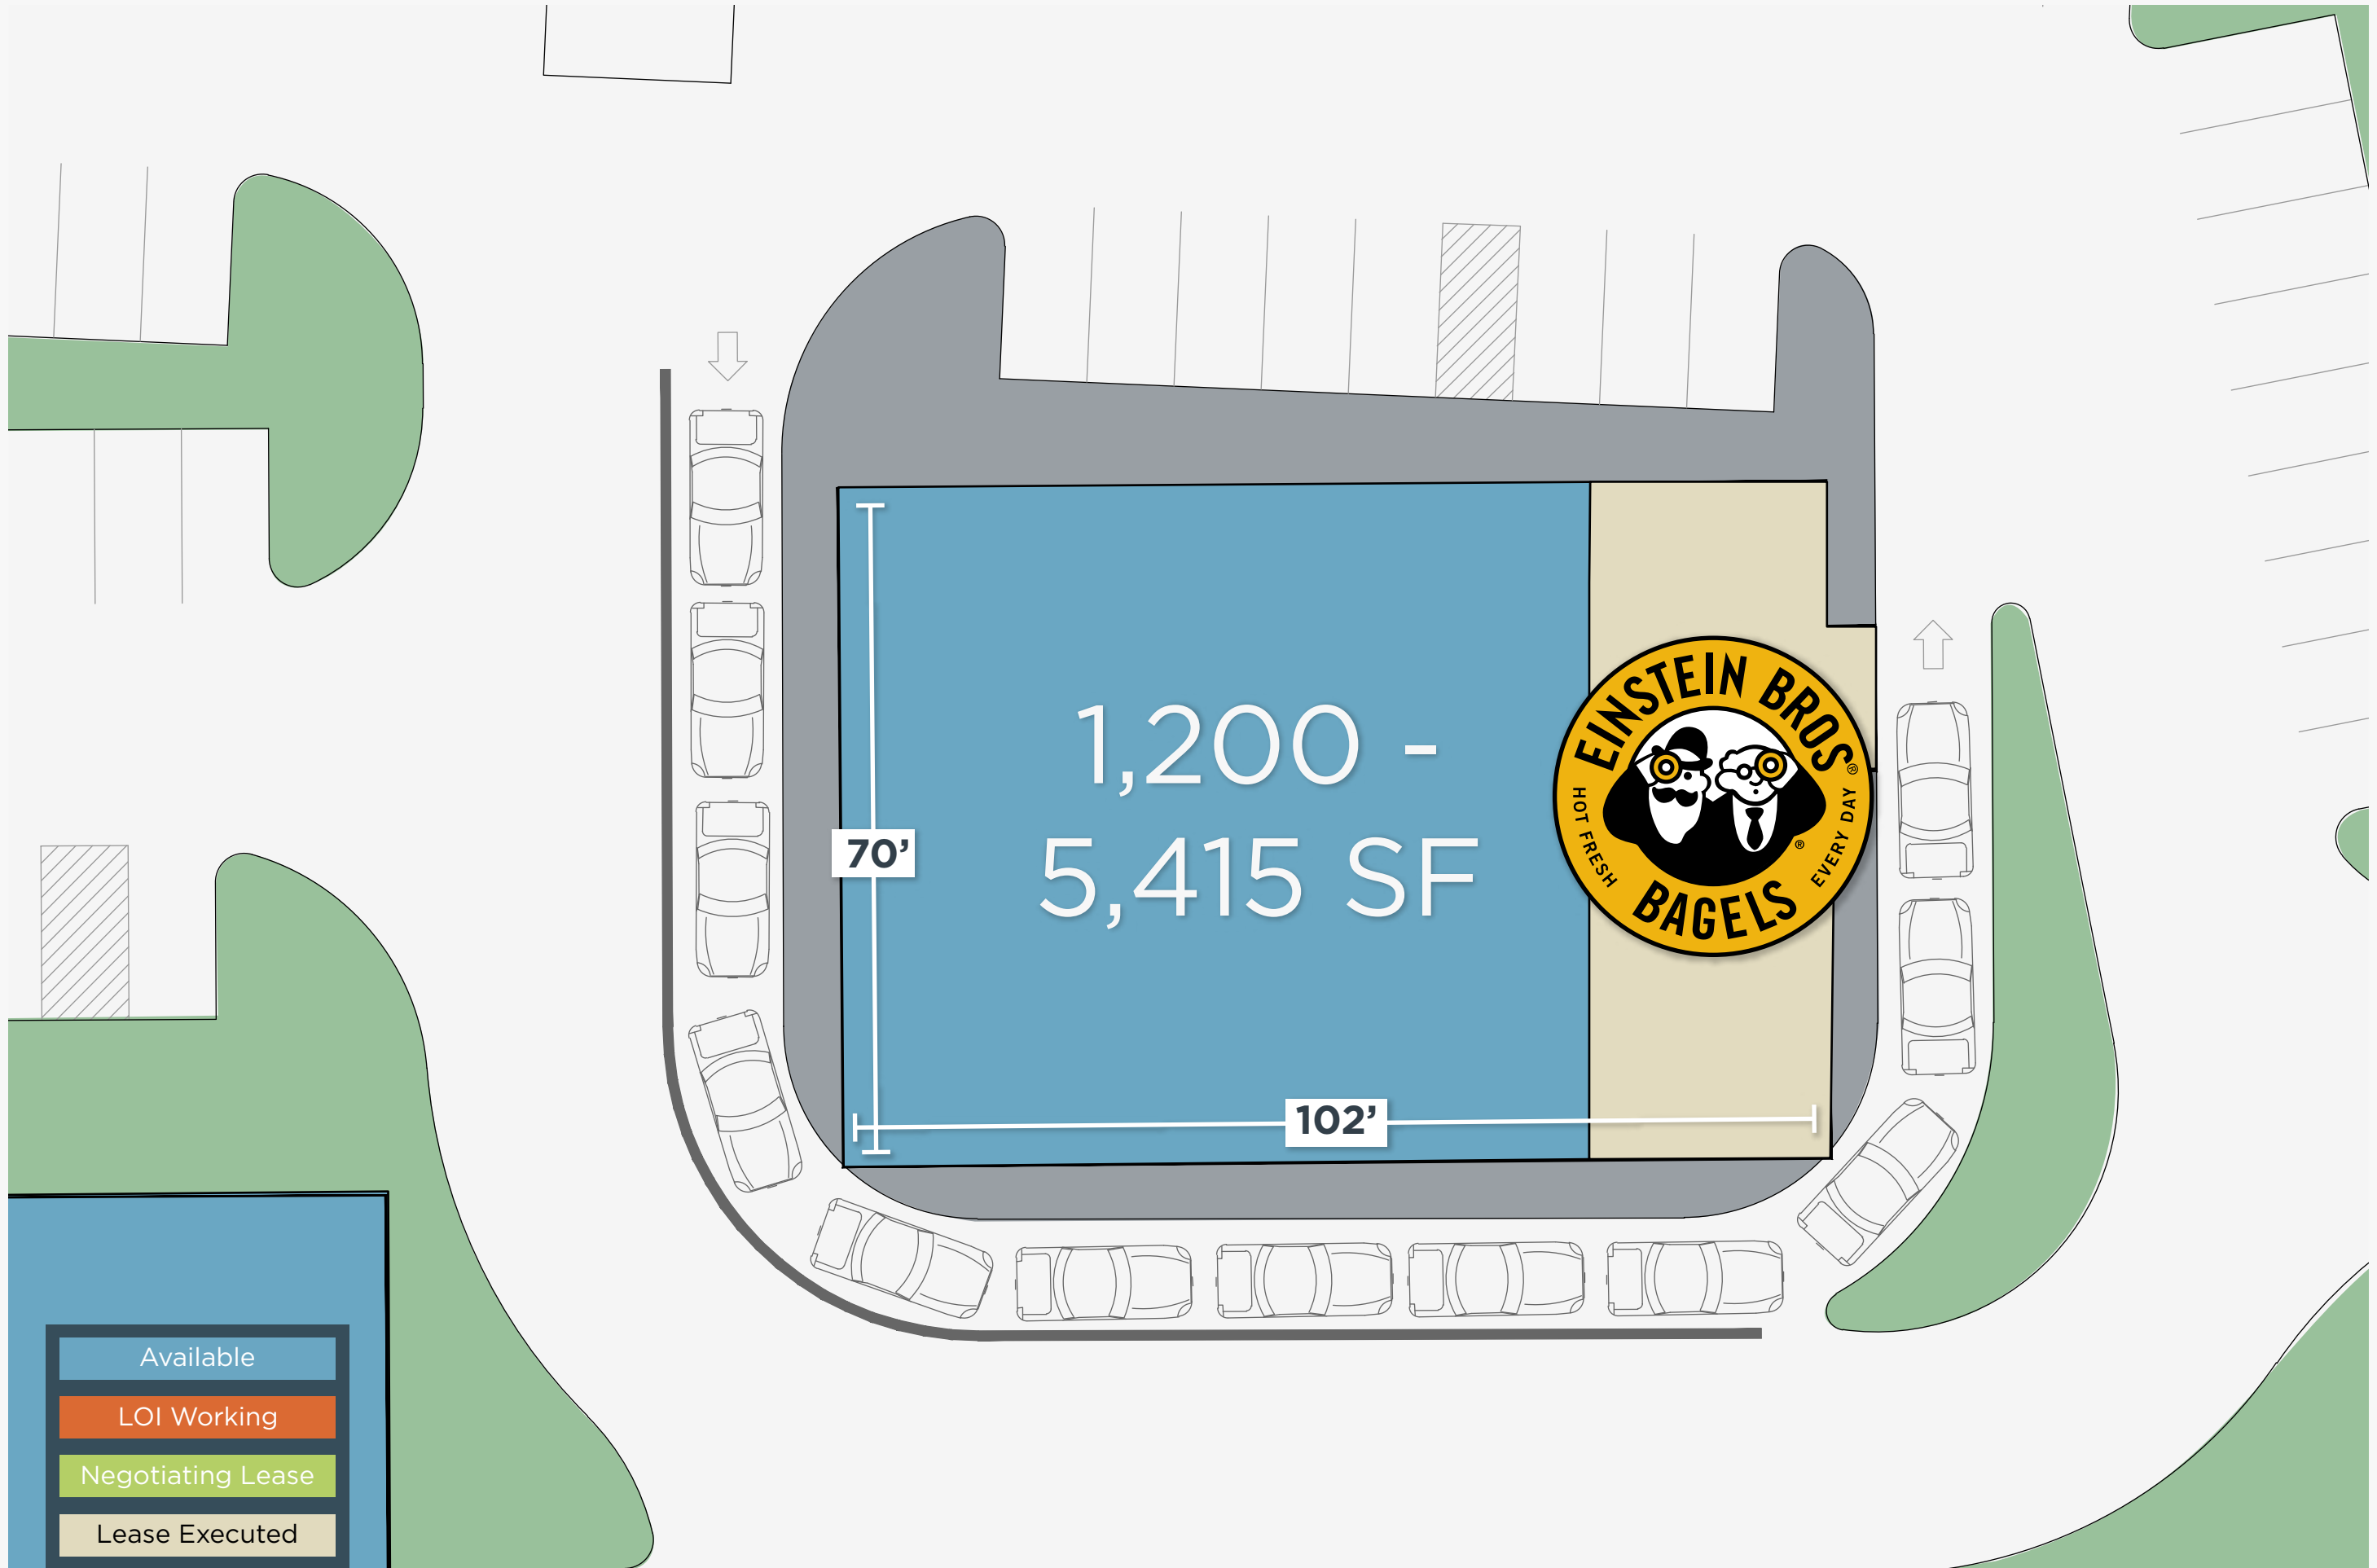 1,200 -
5,415 SF
70’
102’
EINSTEIN BROS®
HOT FRESH
EVERY DAY
®
BAGELS
Available
LOI Working
Negotiating Lease
Lease Executed